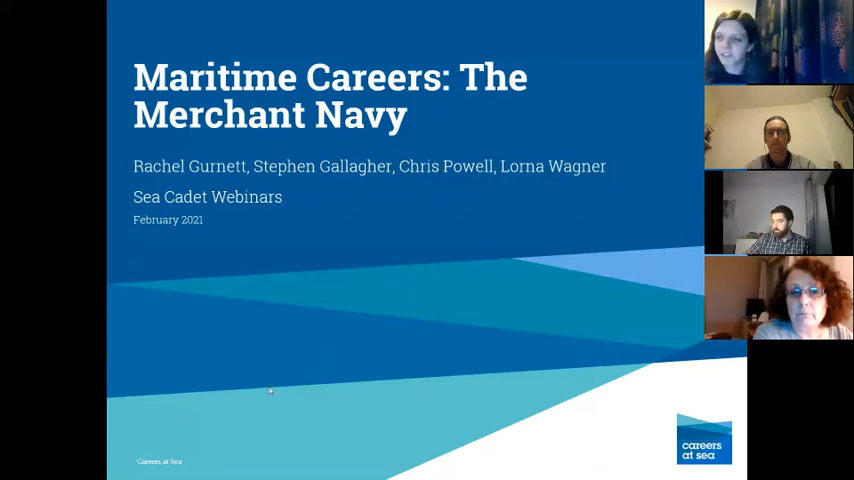 Maritime Careers: The
Merchant Navy
Rachel Gurnett, Stephen Gallagher, Chris Powell, Lorna Wagner
Sea Cadet Webinars
February 2021
Careers at Sea
careers
at sea